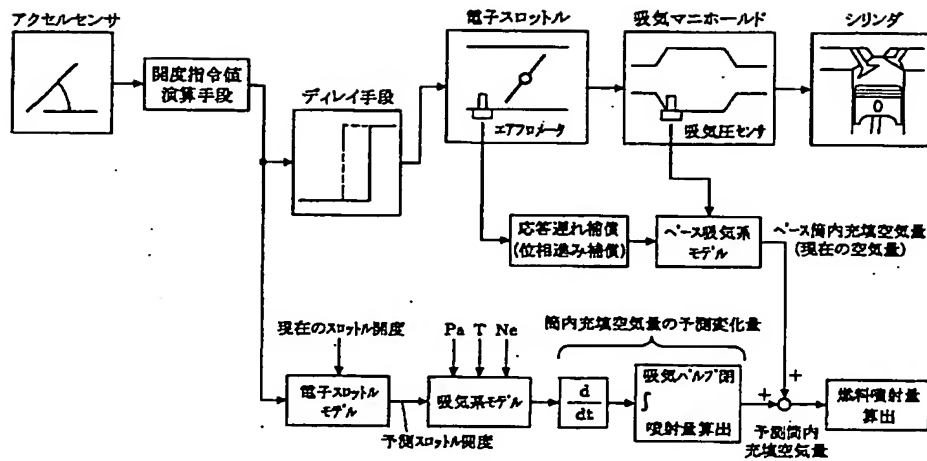 アクセルセンサ
開度指令値
演算手段
ディレイ手段
電子スロットル
エアフロメータ
吸気マニホールド
吸気圧センサ
シリンダ
応答遅れ補償
(位相進み補償)
ベース吸気系
モデル
ベース筒内充填空気量
(現在の空気量)
現在のスロットル開度
電子スロットル
モデル
予測スロットル開度
Pa T Ne
吸気系モデル
筒内充填空気量の予測変化量
d
dt
吸気バルブ閉
∫
噴射量算出
+
+
予測筒内
充填空気量
燃料噴射量
算出